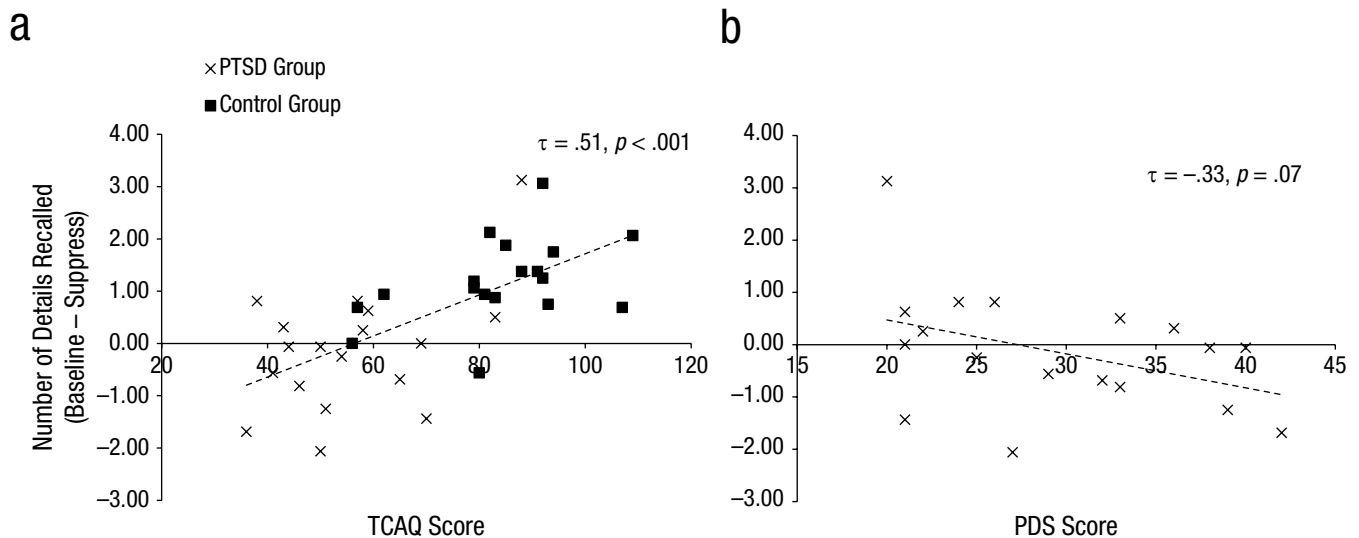 a
b
× PTSD Group
■ Control Group
Number of Details Recalled
(Baseline – Suppress)
4.00
3.00
2.00
1.00
0.00
–1.00
–2.00
–3.00
τ = .51, p < .001
20
40
60
80
100
120
TCAQ Score
4.00
3.00
2.00
1.00
0.00
–1.00
–2.00
–3.00
τ = –.33, p = .07
15
20
25
30
35
40
45
PDS Score